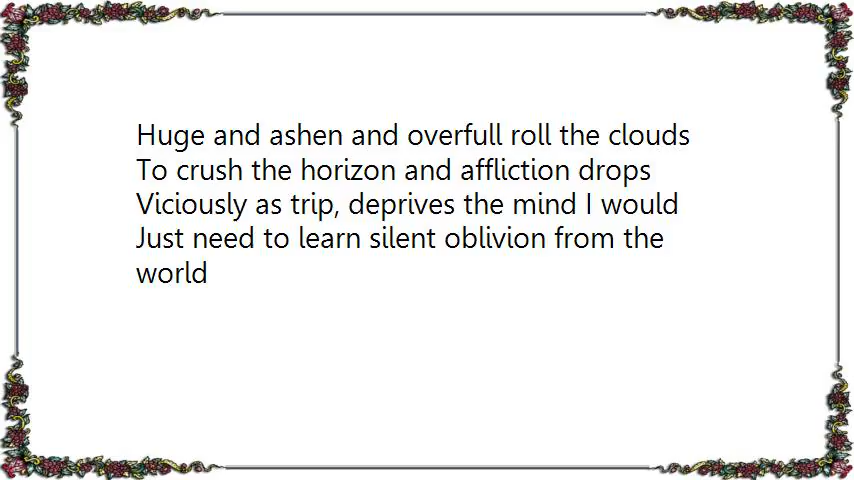 Huge and ashen and overfull roll the clouds
To crush the horizon and affliction drops
Viciously as trip, deprives the mind I would
Just need to learn silent oblivion from the
world